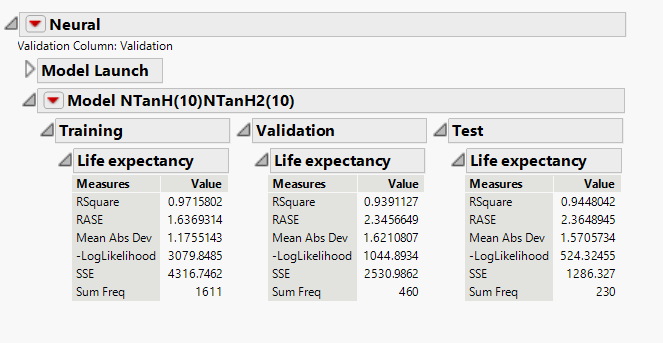 Neural
Validation Column: Validation
Model Launch
Model NTanH(10)NTanH2(10)
Training
Life expectancy
Measures Value
RSquare 0.9715802
RASE 1.6369314
Mean Abs Dev 1.1755143
-LogLikelihood 3079.8485
SSE 4316.7462
Sum Freq 1611
Validation
Life expectancy
Measures Value
RSquare 0.9391127
RASE 2.3456649
Mean Abs Dev 1.6210807
-LogLikelihood 1044.8934
SSE 2530.9862
Sum Freq 460
Test
Life expectancy
Measures Value
RSquare 0.9448042
RASE 2.3648945
Mean Abs Dev 1.5705734
-LogLikelihood 524.32455
SSE 1286.327
Sum Freq 230